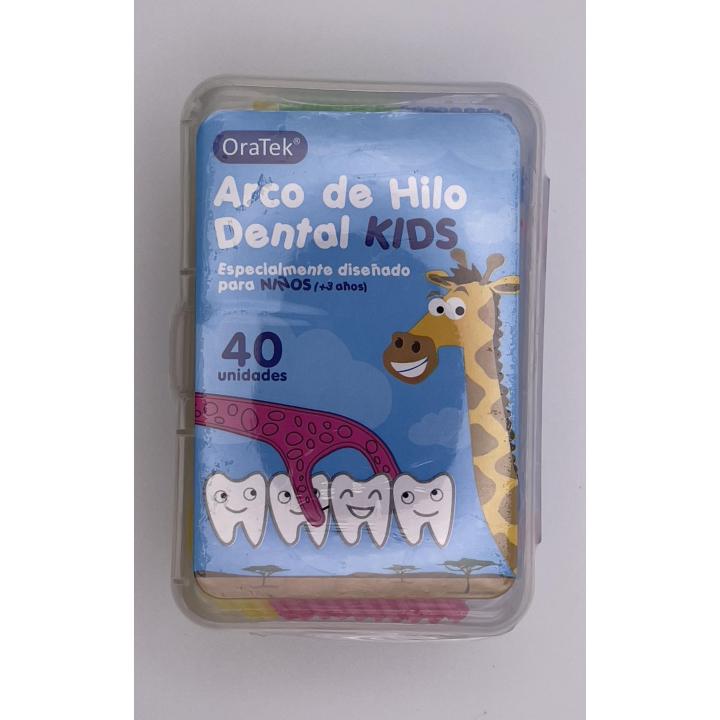 OraTek®
Arco de Hilo
Dental KIDS
Especialmente diseñado
para NIÑOS (+3 años)
40
unidades